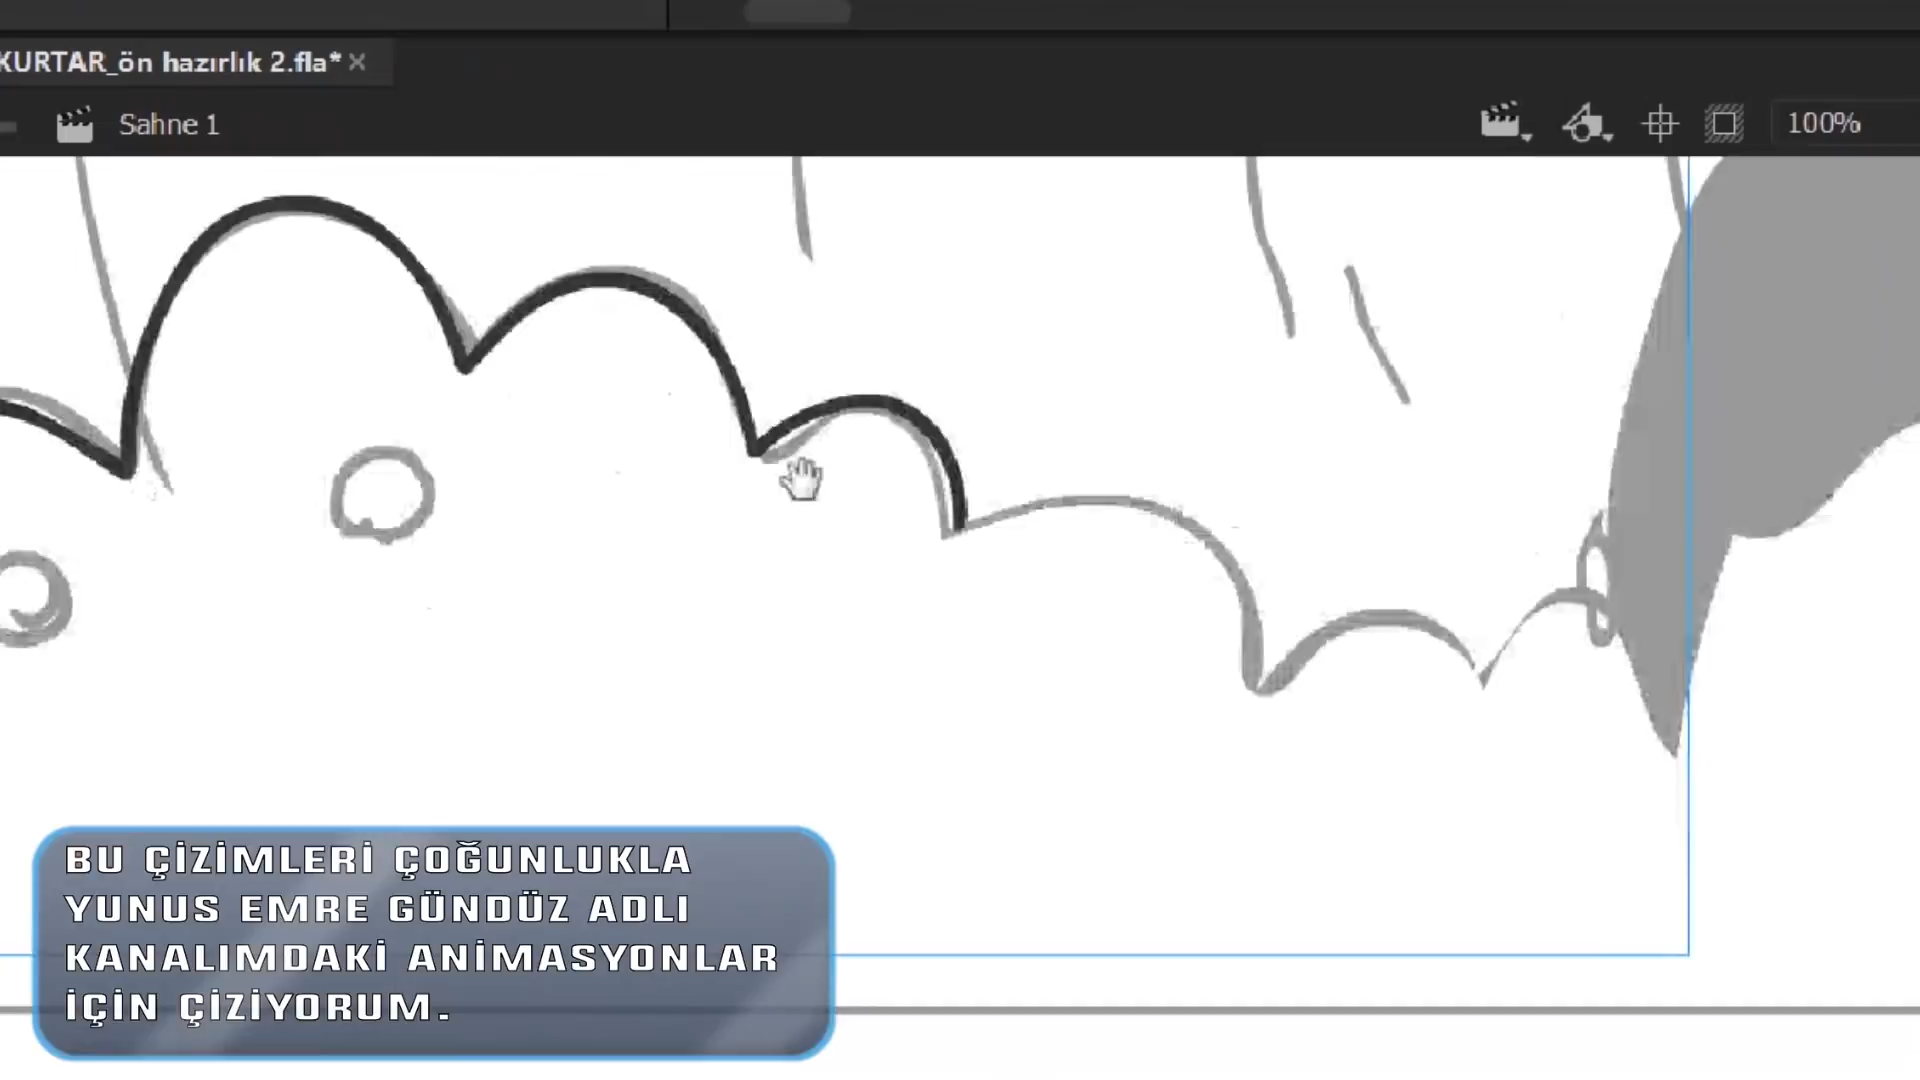 KURTAR_ön hazırlık 2.fla*
Sahne 1
100%
BU ÇİZİMLERİ ÇOĞUNLUKLA
YUNUS EMRE GÜNDÜZ ADLI
KANALIMDAKİ ANİMASYONLAR
İÇİN ÇİZİYORUM.